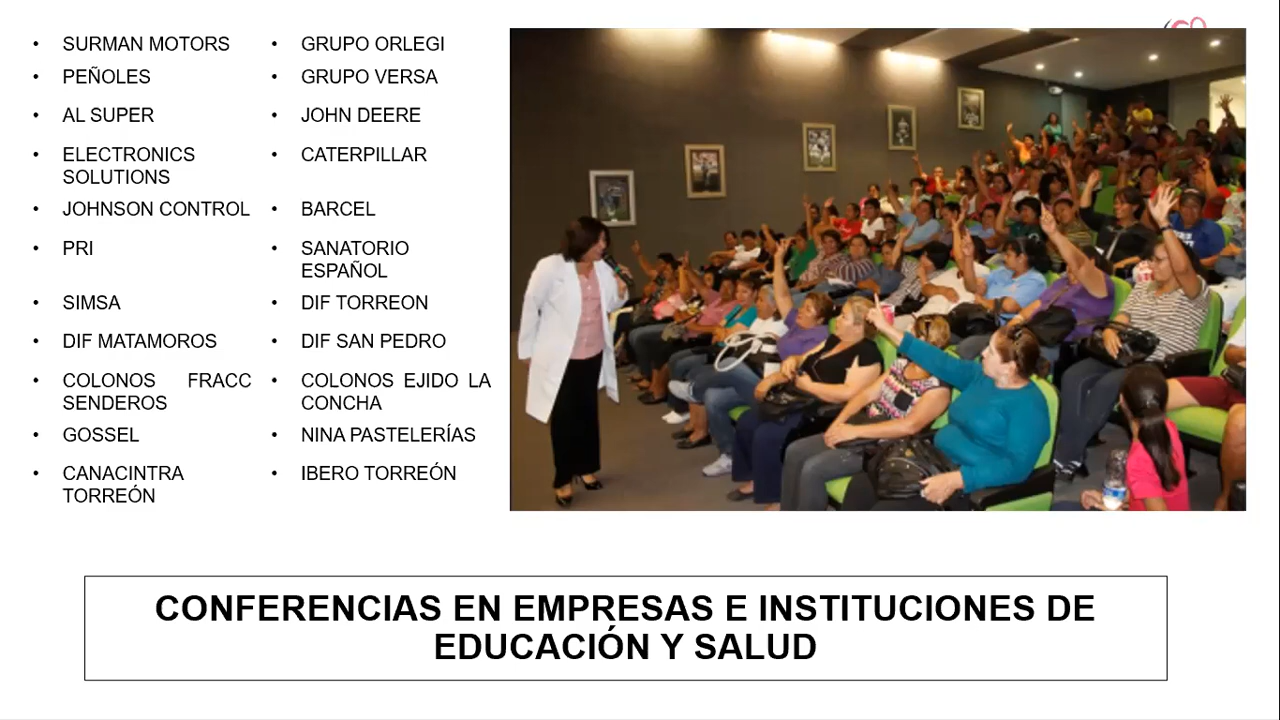 • SURMAN MOTORS
• PEÑOLES
• AL SUPER
• ELECTRONICS
SOLUTIONS
• JOHNSON CONTROL
• PRI
• SIMSA
• DIF MATAMOROS
• COLONOS FRACC
SENDEROS
• GOSSEL
• CANACINTRA
TORREÓN
• GRUPO ORLEGI
• GRUPO VERSA
• JOHN DEERE
• CATERPILLAR
• BARCEL
• SANATORIO
ESPAÑOL
• DIF TORREON
• DIF SAN PEDRO
• COLONOS EJIDO LA
CONCHA
• NINA PASTELERÍAS
• IBERO TORREÓN
CONFERENCIAS EN EMPRESAS E INSTITUCIONES DE
EDUCACIÓN Y SALUD